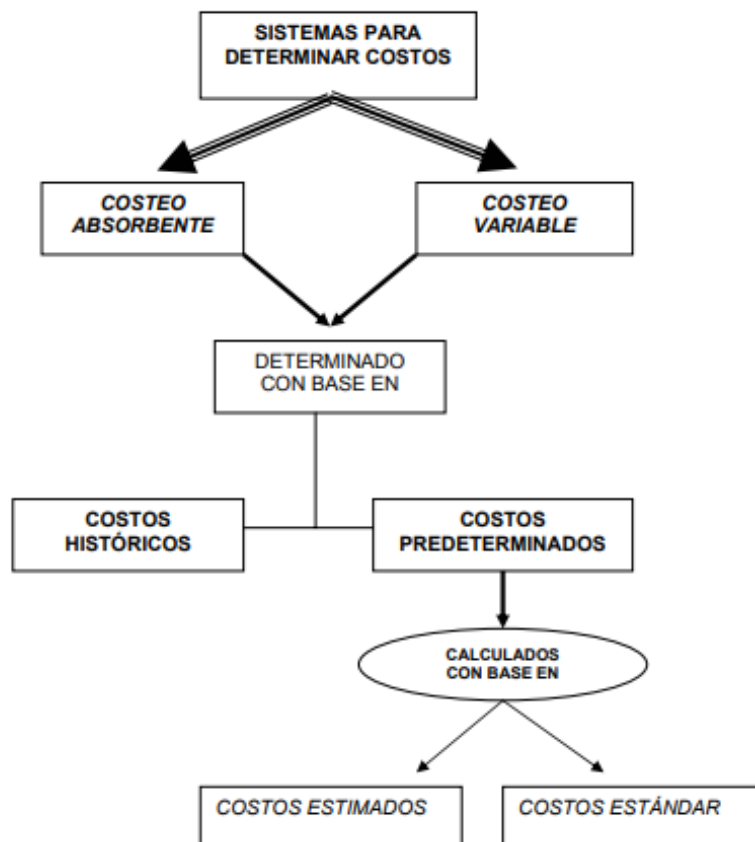 SISTEMAS PARA
DETERMINAR COSTOS
COSTEO
ABSORBENTE
COSTEO
VARIABLE
DETERMINADO
CON BASE EN
COSTOS
HISTÓRICOS
COSTOS
PREDETERMINADOS
CALCULADOS
CON BASE EN
COSTOS ESTIMADOS
COSTOS ESTÁNDAR